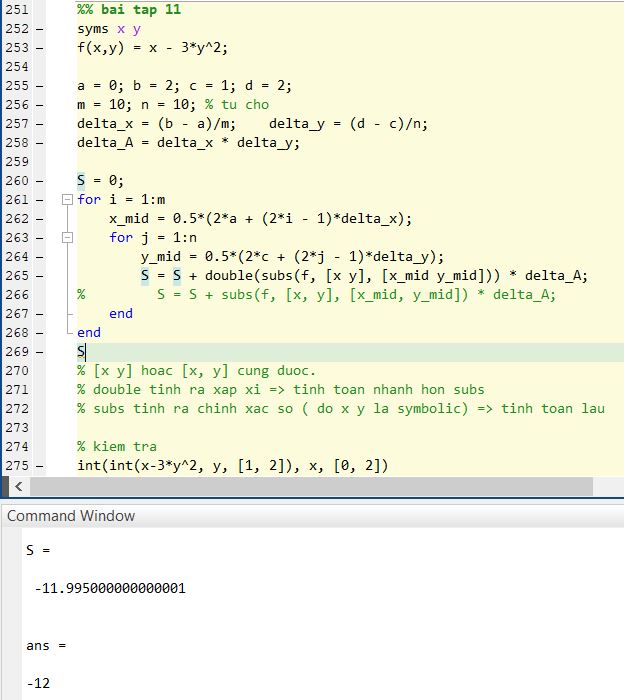 251 %% bai tap 11
252 – syms x y
253 – f(x,y) = x - 3*y^2;
254
255 – a = 0; b = 2; c = 1; d = 2;
256 – m = 10; n = 10; % tu cho
257 – delta_x = (b - a)/m;    delta_y = (d - c)/n;
258 – delta_A = delta_x * delta_y;
259
260 – S = 0;
261 – for i = 1:m
262 –     x_mid = 0.5*(2*a + (2*i - 1)*delta_x);
263 –     for j = 1:n
264 –         y_mid = 0.5*(2*c + (2*j - 1)*delta_y);
265 –         S = S + double(subs(f, [x y], [x_mid y_mid])) * delta_A;
266 %         S = S + subs(f, [x, y], [x_mid, y_mid]) * delta_A;
267 –     end
268 – end
269 – S
270 % [x y] hoac [x, y] cung duoc.
271 % double tinh ra xap xi => tinh toan nhanh hon subs
272 % subs tinh ra chinh xac so ( do x y la symbolic) => tinh toan lau
273
274 % kiem tra
275 – int(int(x-3*y^2, y, [1, 2]), x, [0, 2])
Command Window
S =
-11.995000000000001
ans =
-12